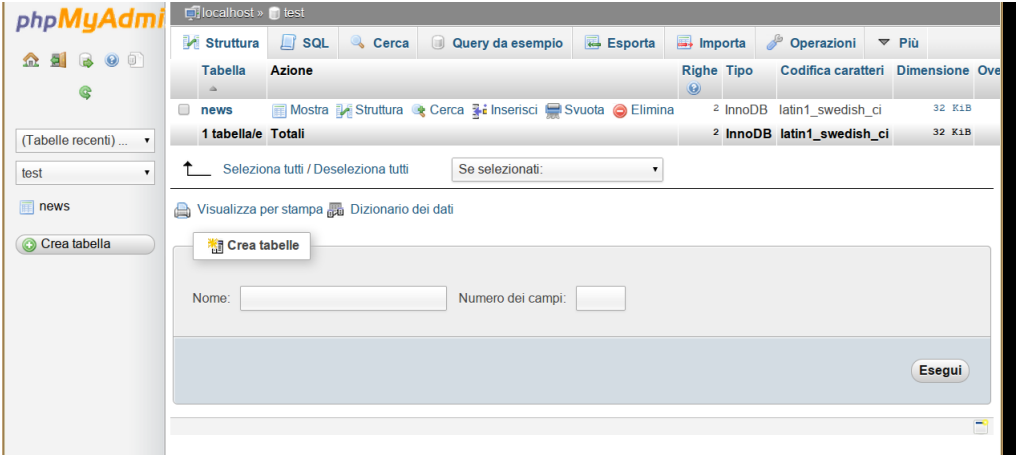 phpMyAdmi
(Tabelle recenti) ...
test
news
Crea tabella
localhost » test
Struttura SQL Cerca Query da esempio Esporta Importa Operazioni Più
Tabella Azione Righe Tipo Codifica caratteri Dimensione Ove
news Mostra Struttura Cerca Inserisci Svuota Elimina 2 InnoDB latin1_swedish_ci 32 KiB
1 tabella/e Totali 2 InnoDB latin1_swedish_ci 32 KiB
Seleziona tutti / Deseleziona tutti Se selezionati:
Visualizza per stampa Dizionario dei dati
Crea tabelle
Nome: Numero dei campi:
Esegui